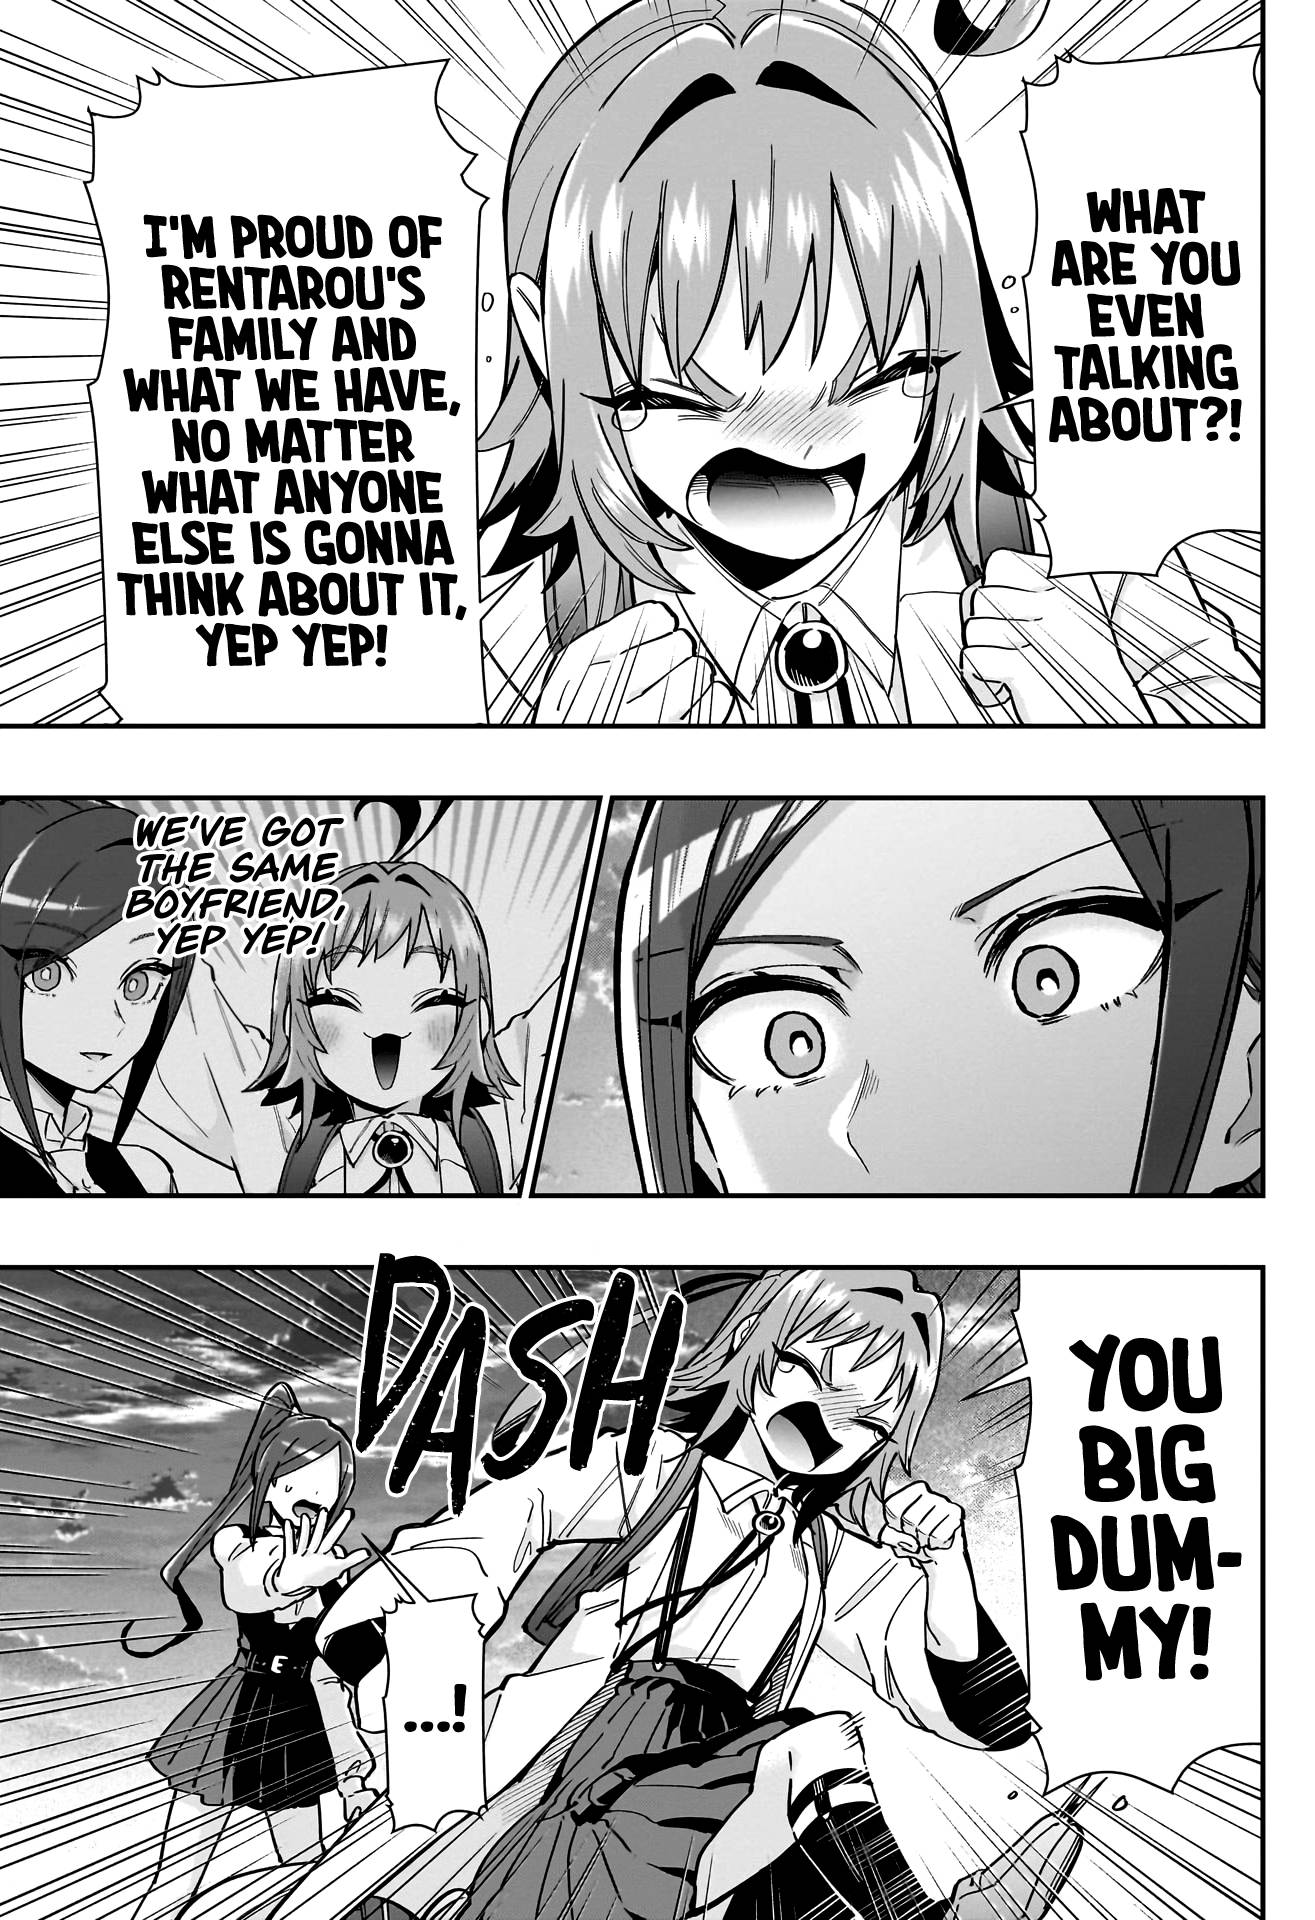 WHAT
ARE YOU
EVEN
TALKING
ABOUT?!
I'M PROUD OF
RENTAROU'S
FAMILY AND
WHAT WE HAVE,
NO MATTER
WHAT ANYONE
ELSE IS GONNA
THINK ABOUT IT,
YEP YEP!
WE'VE GOT
THE SAME
BOYFRIEND,
YEP YEP!
YOU
BIG
DUM-
MY!
DASH
E
...!